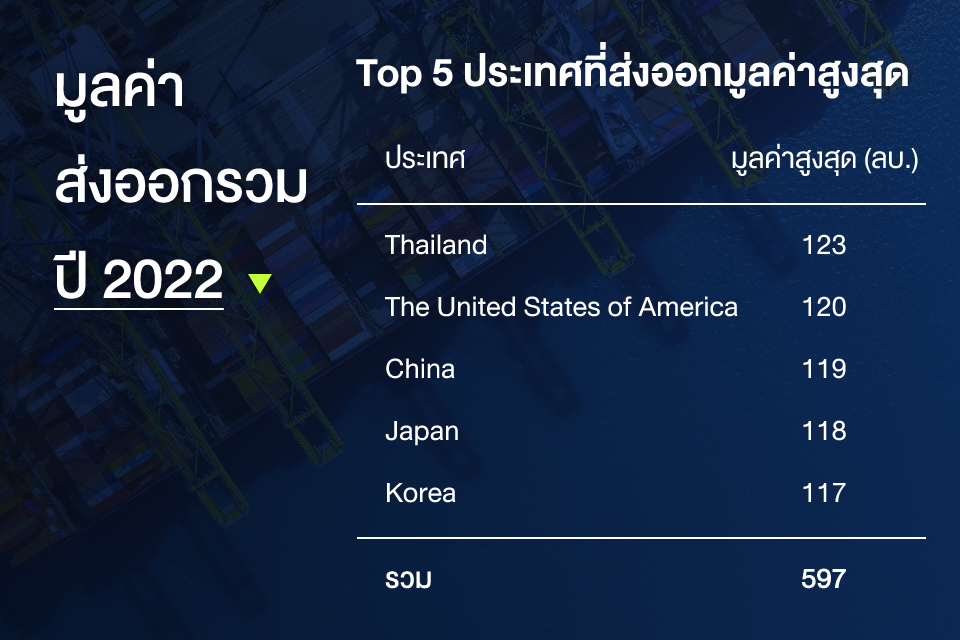 มูลค่า
ส่งออกรวม
ปี 2022
Top 5 ประเทศที่ส่งออกมูลค่าสูงสุด
ประเทศ มูลค่าสูงสุด (ลบ.)
Thailand 123
The United States of America 120
China 119
Japan 118
Korea 117
รวม 597